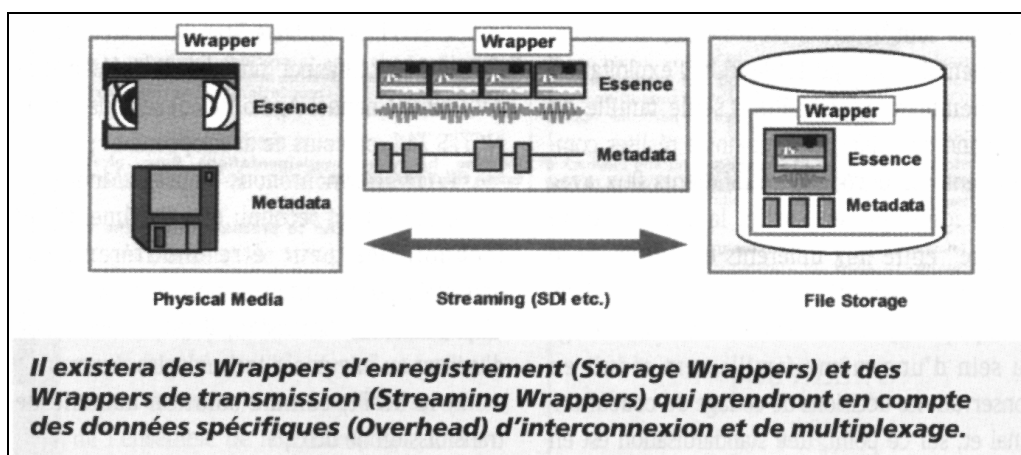 Wrapper
Essence
Metadata
Physical Media
Wrapper
Essence
Metadata
Streaming (SDI etc.)
Wrapper
Essence
Metadata
File Storage
Il existera des Wrappers d'enregistrement (Storage Wrappers) et des
Wrappers de transmission (Streaming Wrappers) qui prendront en compte
des données spécifiques (Overhead) d'interconnexion et de multiplexage.